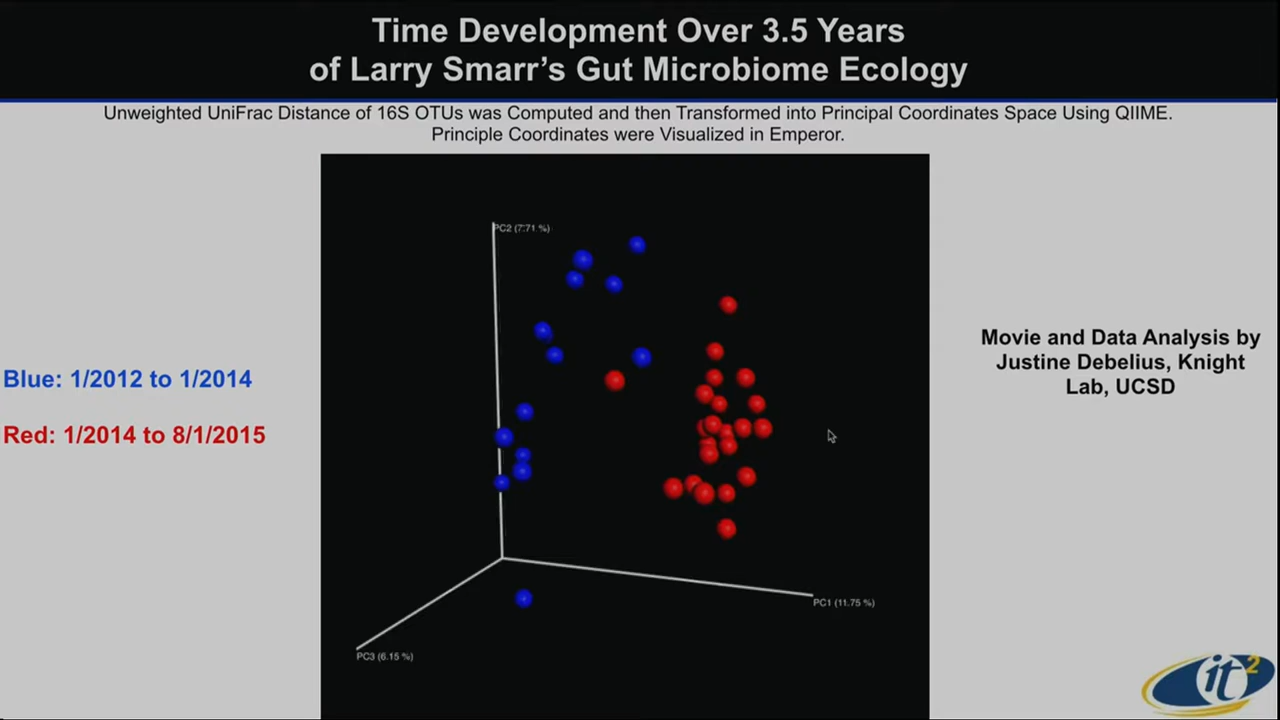 Time Development Over 3.5 Years
of Larry Smarr's Gut Microbiome Ecology
Unweighted UniFrac Distance of 16S OTUs was Computed and then Transformed into Principal Coordinates Space Using QIIME.
Principle Coordinates were Visualized in Emperor.
PC2 (7.71 %)
Blue: 1/2012 to 1/2014
Red: 1/2014 to 8/1/2015
Movie and Data Analysis by
Justine Debelius, Knight
Lab, UCSD
PC1 (11.75 %)
PC3 (6.15 %)
it2